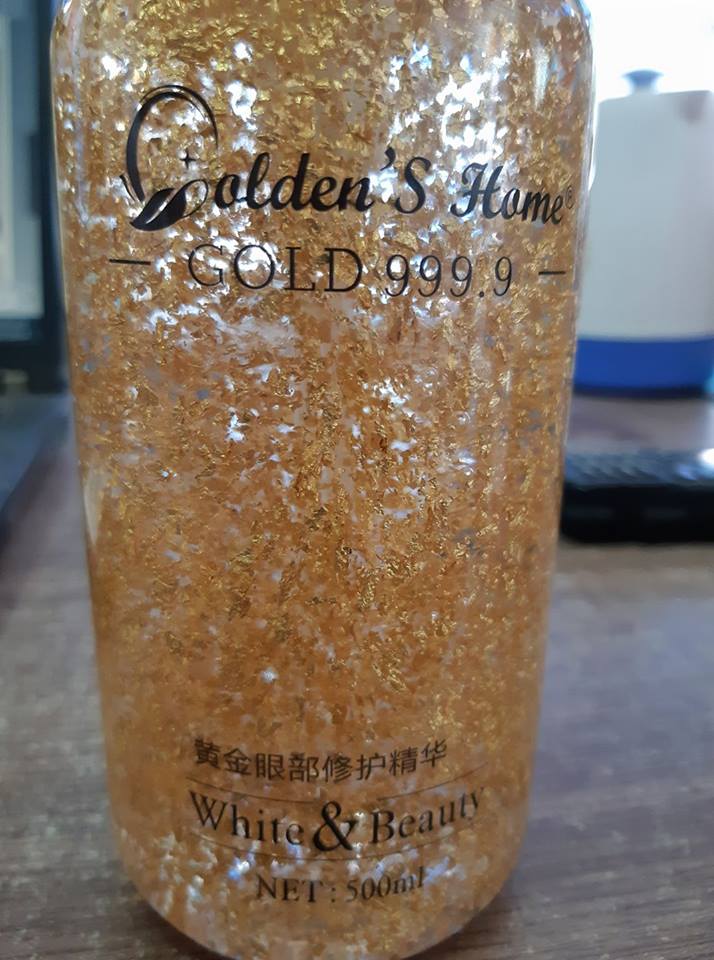 Golden'S Home®
— GOLD 999.9 —
黄金眼部修护精华
White & Beauty
NET : 500ml